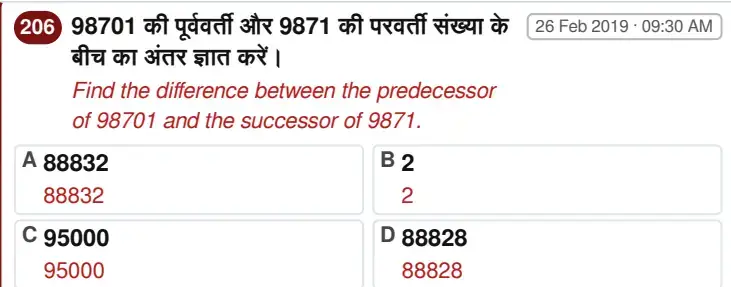 206 98701 की पूर्ववर्ती और 9871 की परवर्ती संख्या के 26 Feb 2019 · 09:30 AM
बीच का अंतर ज्ञात करें।
Find the difference between the predecessor
of 98701 and the successor of 9871.
A 88832 B 2
88832 2
C 95000 D 88828
95000 88828